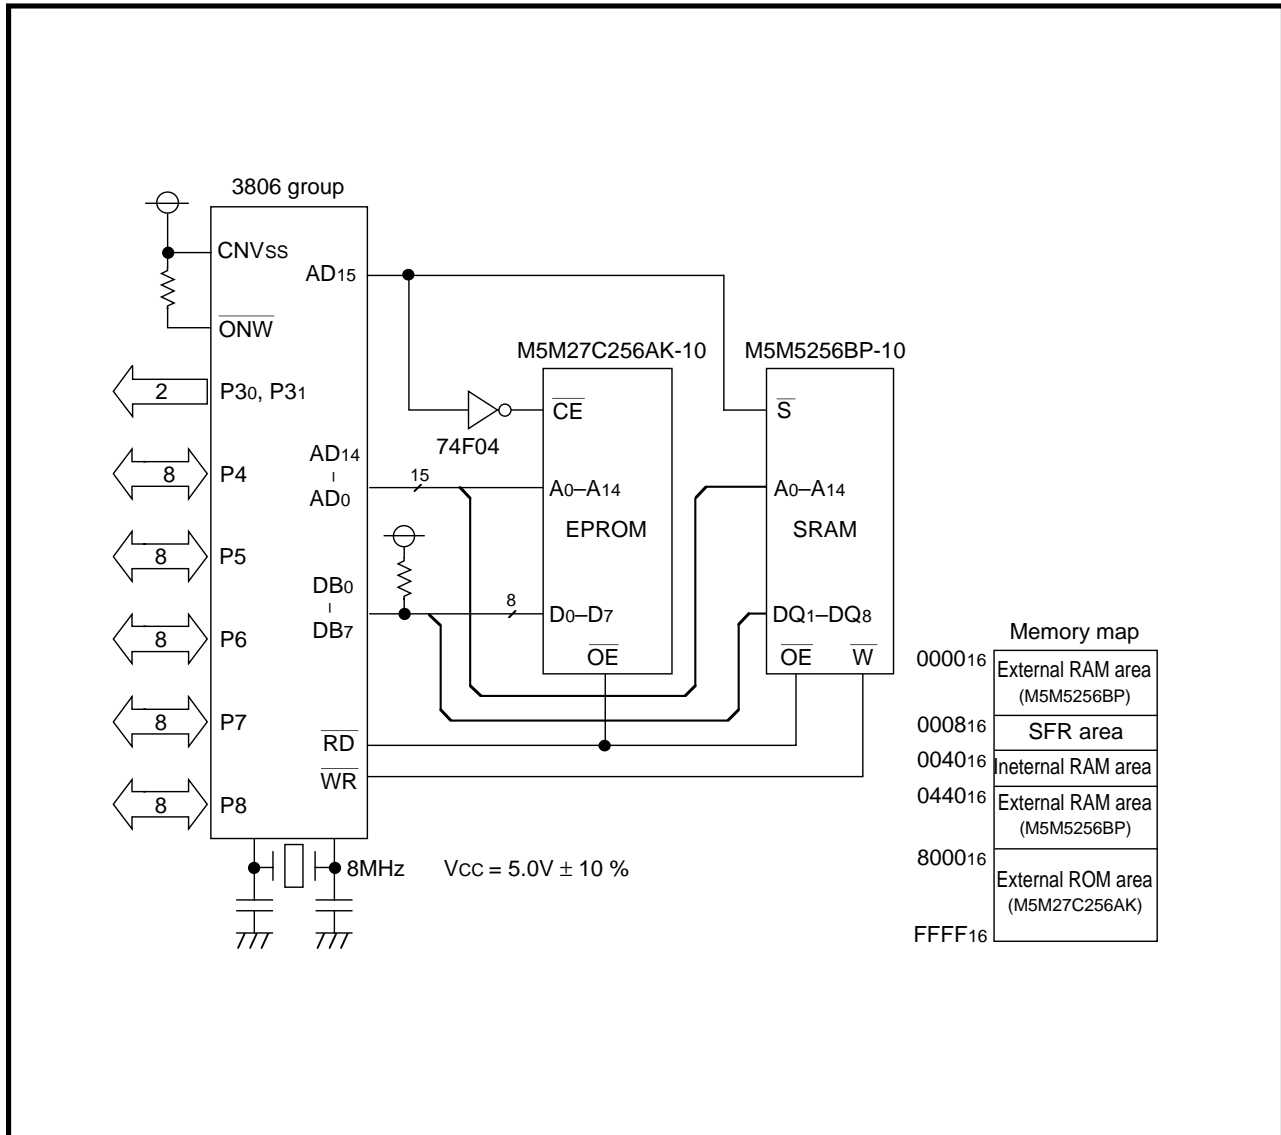 3806 group
CNVSS
AD15
ONW
M5M27C256AK-10
M5M5256BP-10
2
P30, P31
CE
S
74F04
8
P4
AD14
–
AD0
15
A0–A14
A0–A14
EPROM
SRAM
8
P5
DB0
–
DB7
8
D0–D7
DQ1–DQ8
8
P6
OE
OE
W
8
P7
RD
WR
8
P8
8MHz
VCC = 5.0V ± 10 %
Memory map
000016
External RAM area
(M5M5256BP)
000816
SFR area
004016
Ineternal RAM area
044016
External RAM area
(M5M5256BP)
800016
External ROM area
(M5M27C256AK)
FFFF16